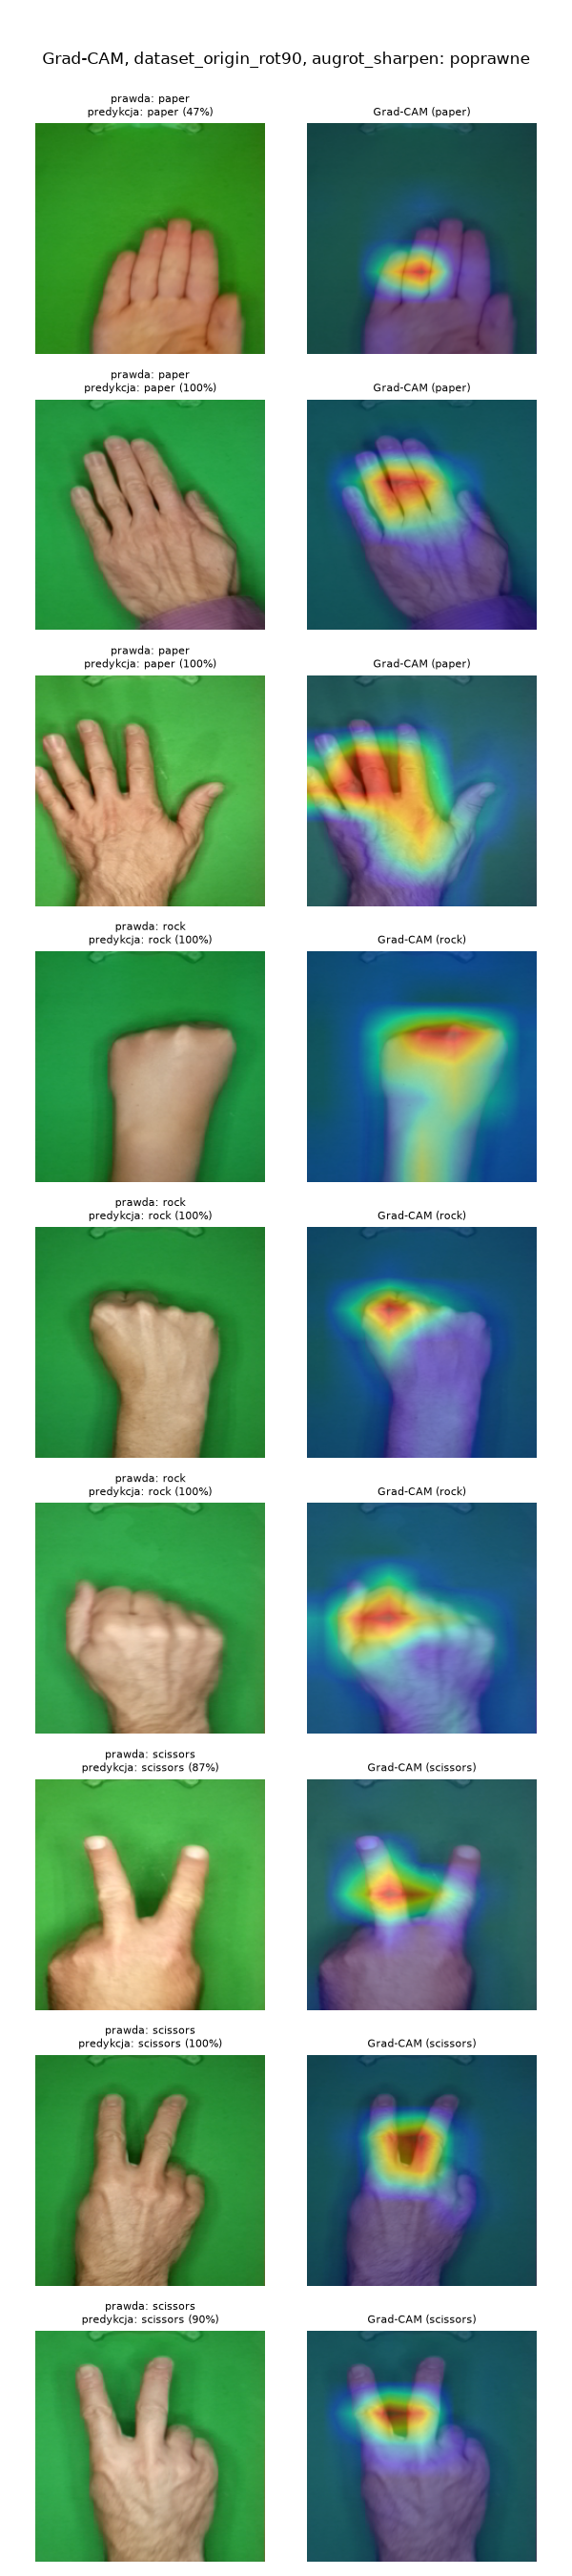 Grad-CAM, dataset_origin_rot90, augrot_sharpen: poprawne
prawda: paper
predykcja: paper (47%)
Grad-CAM (paper)
prawda: paper
predykcja: paper (100%)
Grad-CAM (paper)
prawda: paper
predykcja: paper (100%)
Grad-CAM (paper)
prawda: rock
predykcja: rock (100%)
Grad-CAM (rock)
prawda: rock
predykcja: rock (100%)
Grad-CAM (rock)
prawda: rock
predykcja: rock (100%)
Grad-CAM (rock)
prawda: scissors
predykcja: scissors (87%)
Grad-CAM (scissors)
prawda: scissors
predykcja: scissors (100%)
Grad-CAM (scissors)
prawda: scissors
predykcja: scissors (90%)
Grad-CAM (scissors)